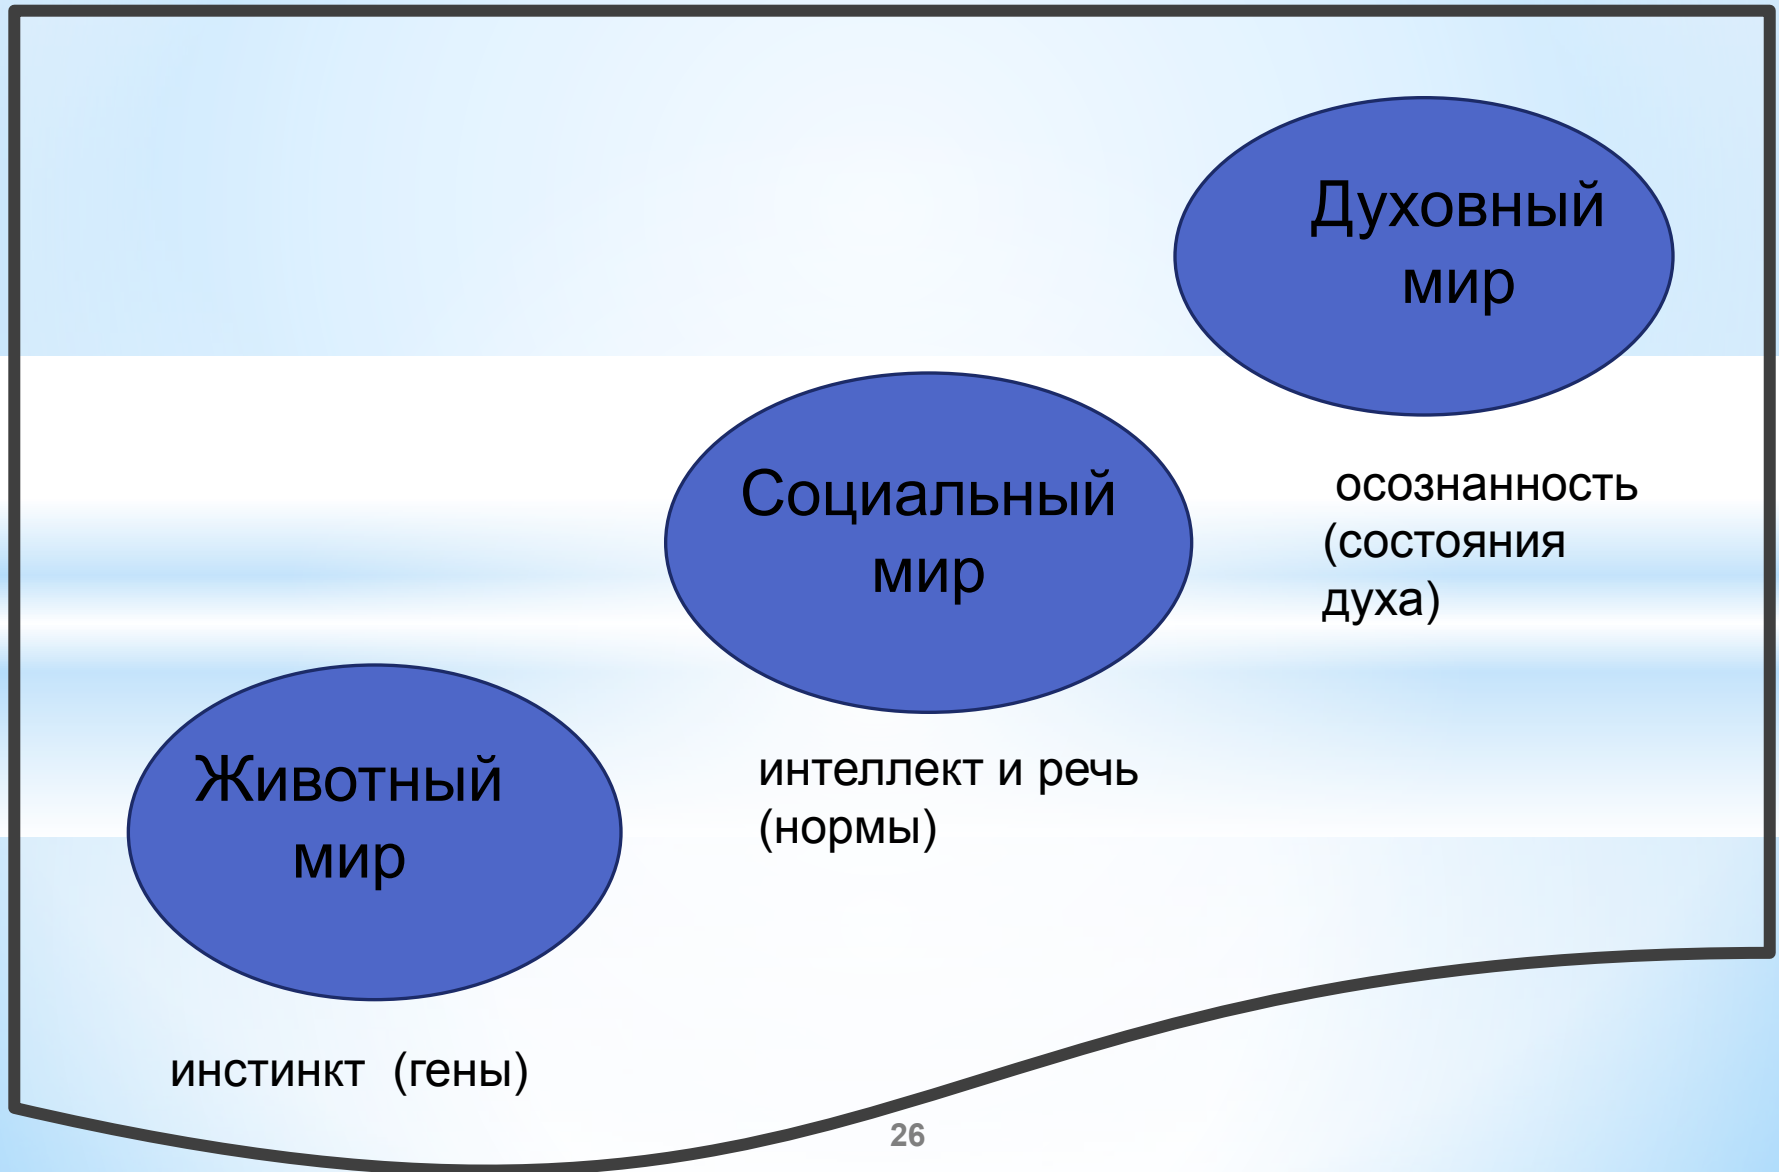 Духовный
мир
осознанность
(состояния
духа)
Социальный
мир
интеллект и речь
(нормы)
Животный
мир
инстинкт (гены)
26